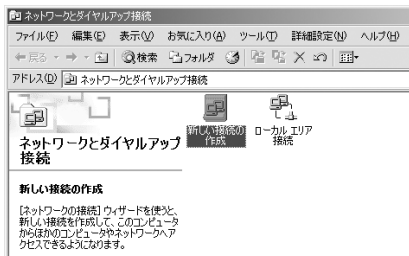 ネットワークとダイヤルアップ接続
ファイル(F) 編集(E) 表示(V) お気に入り(A) ツール(T) 詳細設定(N) ヘルプ(H)
戻る 検索 フォルダ
アドレス(D) ネットワークとダイヤルアップ接続
ネットワークとダイヤルアップ
接続
新しい接続の作成
[ネットワークの接続] ウィザードを使うと、
新しい接続を作成して、このコンピュータ
からほかのコンピュータやネットワークへア
クセスできるようになります。
新しい接続の
作成
ローカル エリア
接続